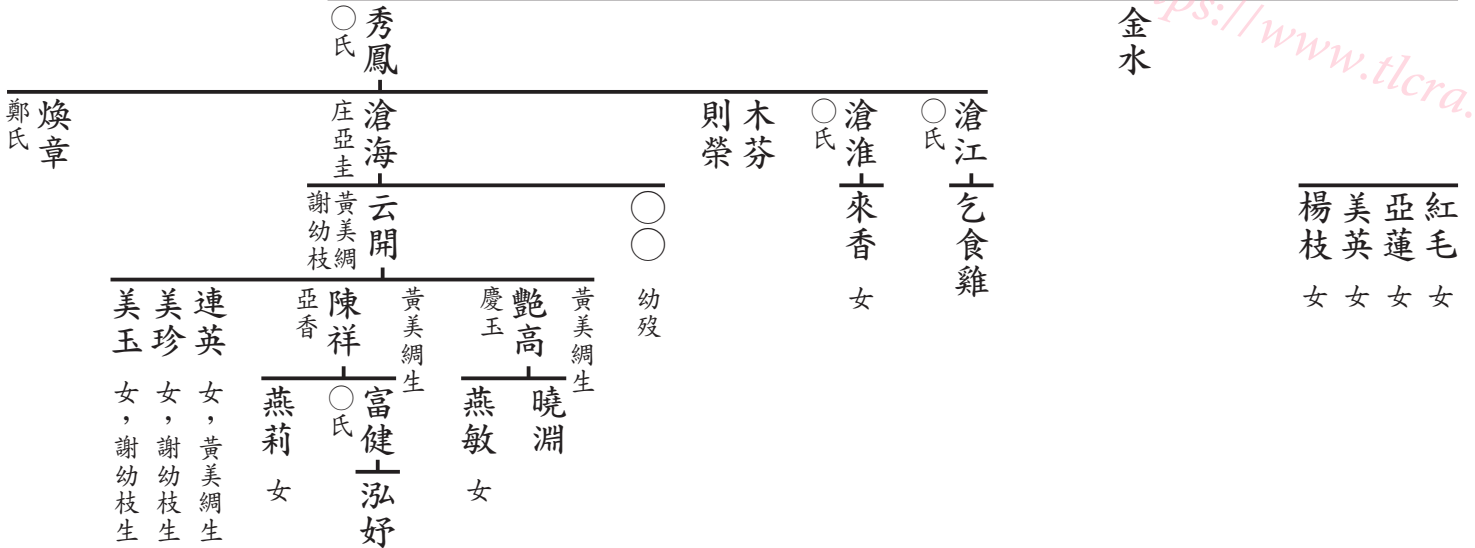 金水
秀鳳
○氏
滄江
○氏
滄淮
○氏
木芬
則榮
滄海
庄亞圭
煥章
鄭氏
紅毛 女
亞蓮 女
美英 女
楊枝 女
乞食雞
來香 女
○○ 幼歿
云開
黃美綢
謝幼枝
黃美綢生
艷高
慶玉
黃美綢生
陳祥
亞香
連英 女，黃美綢生
美珍 女，謝幼枝生
美玉 女，謝幼枝生
曉淵
燕敏 女
富健
○氏
燕莉 女
泓妤